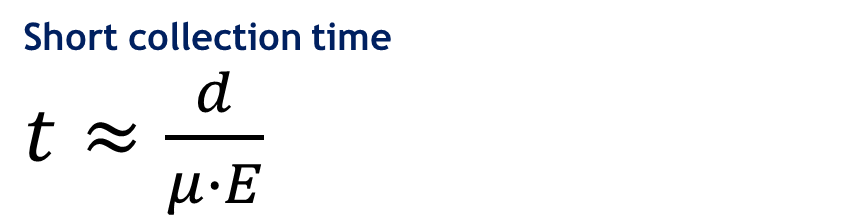 Short collection time
t ≈ d / μ·E